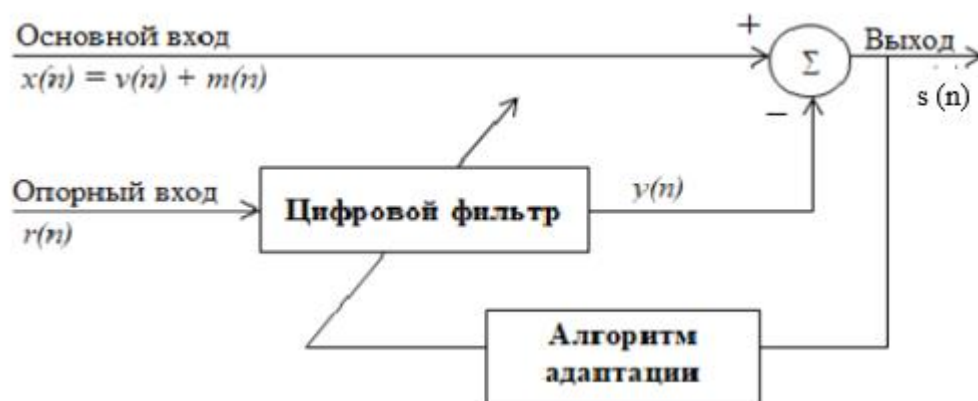 Основной вход
x(n) = v(n) + m(n)
+
Σ
Выход
s (n)
−
Опорный вход
r(n)
Цифровой фильтр
y(n)
Алгоритм
адаптации